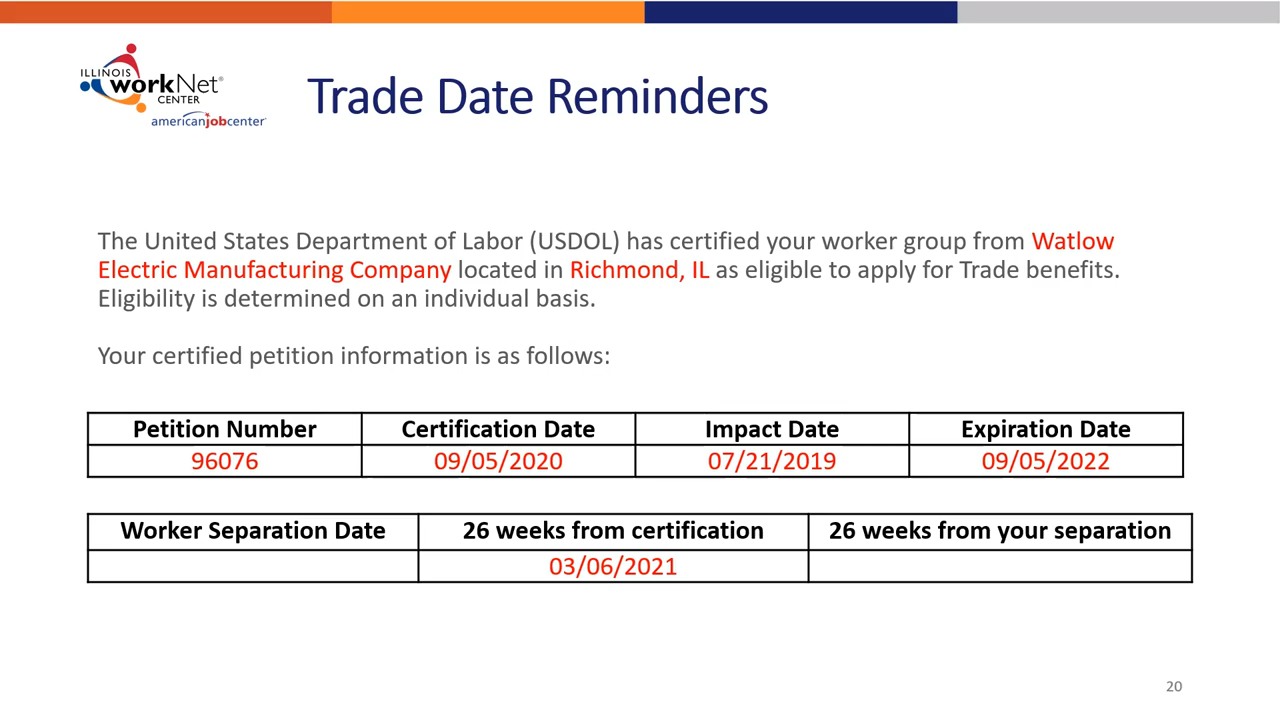 ILLINOIS
workNet®
CENTER
americanjobcenter
Trade Date Reminders
The United States Department of Labor (USDOL) has certified your worker group from Watlow
Electric Manufacturing Company located in Richmond, IL as eligible to apply for Trade benefits.
Eligibility is determined on an individual basis.
Your certified petition information is as follows:
Petition Number Certification Date Impact Date Expiration Date
96076 09/05/2020 07/21/2019 09/05/2022
Worker Separation Date 26 weeks from certification 26 weeks from your separation
03/06/2021
20